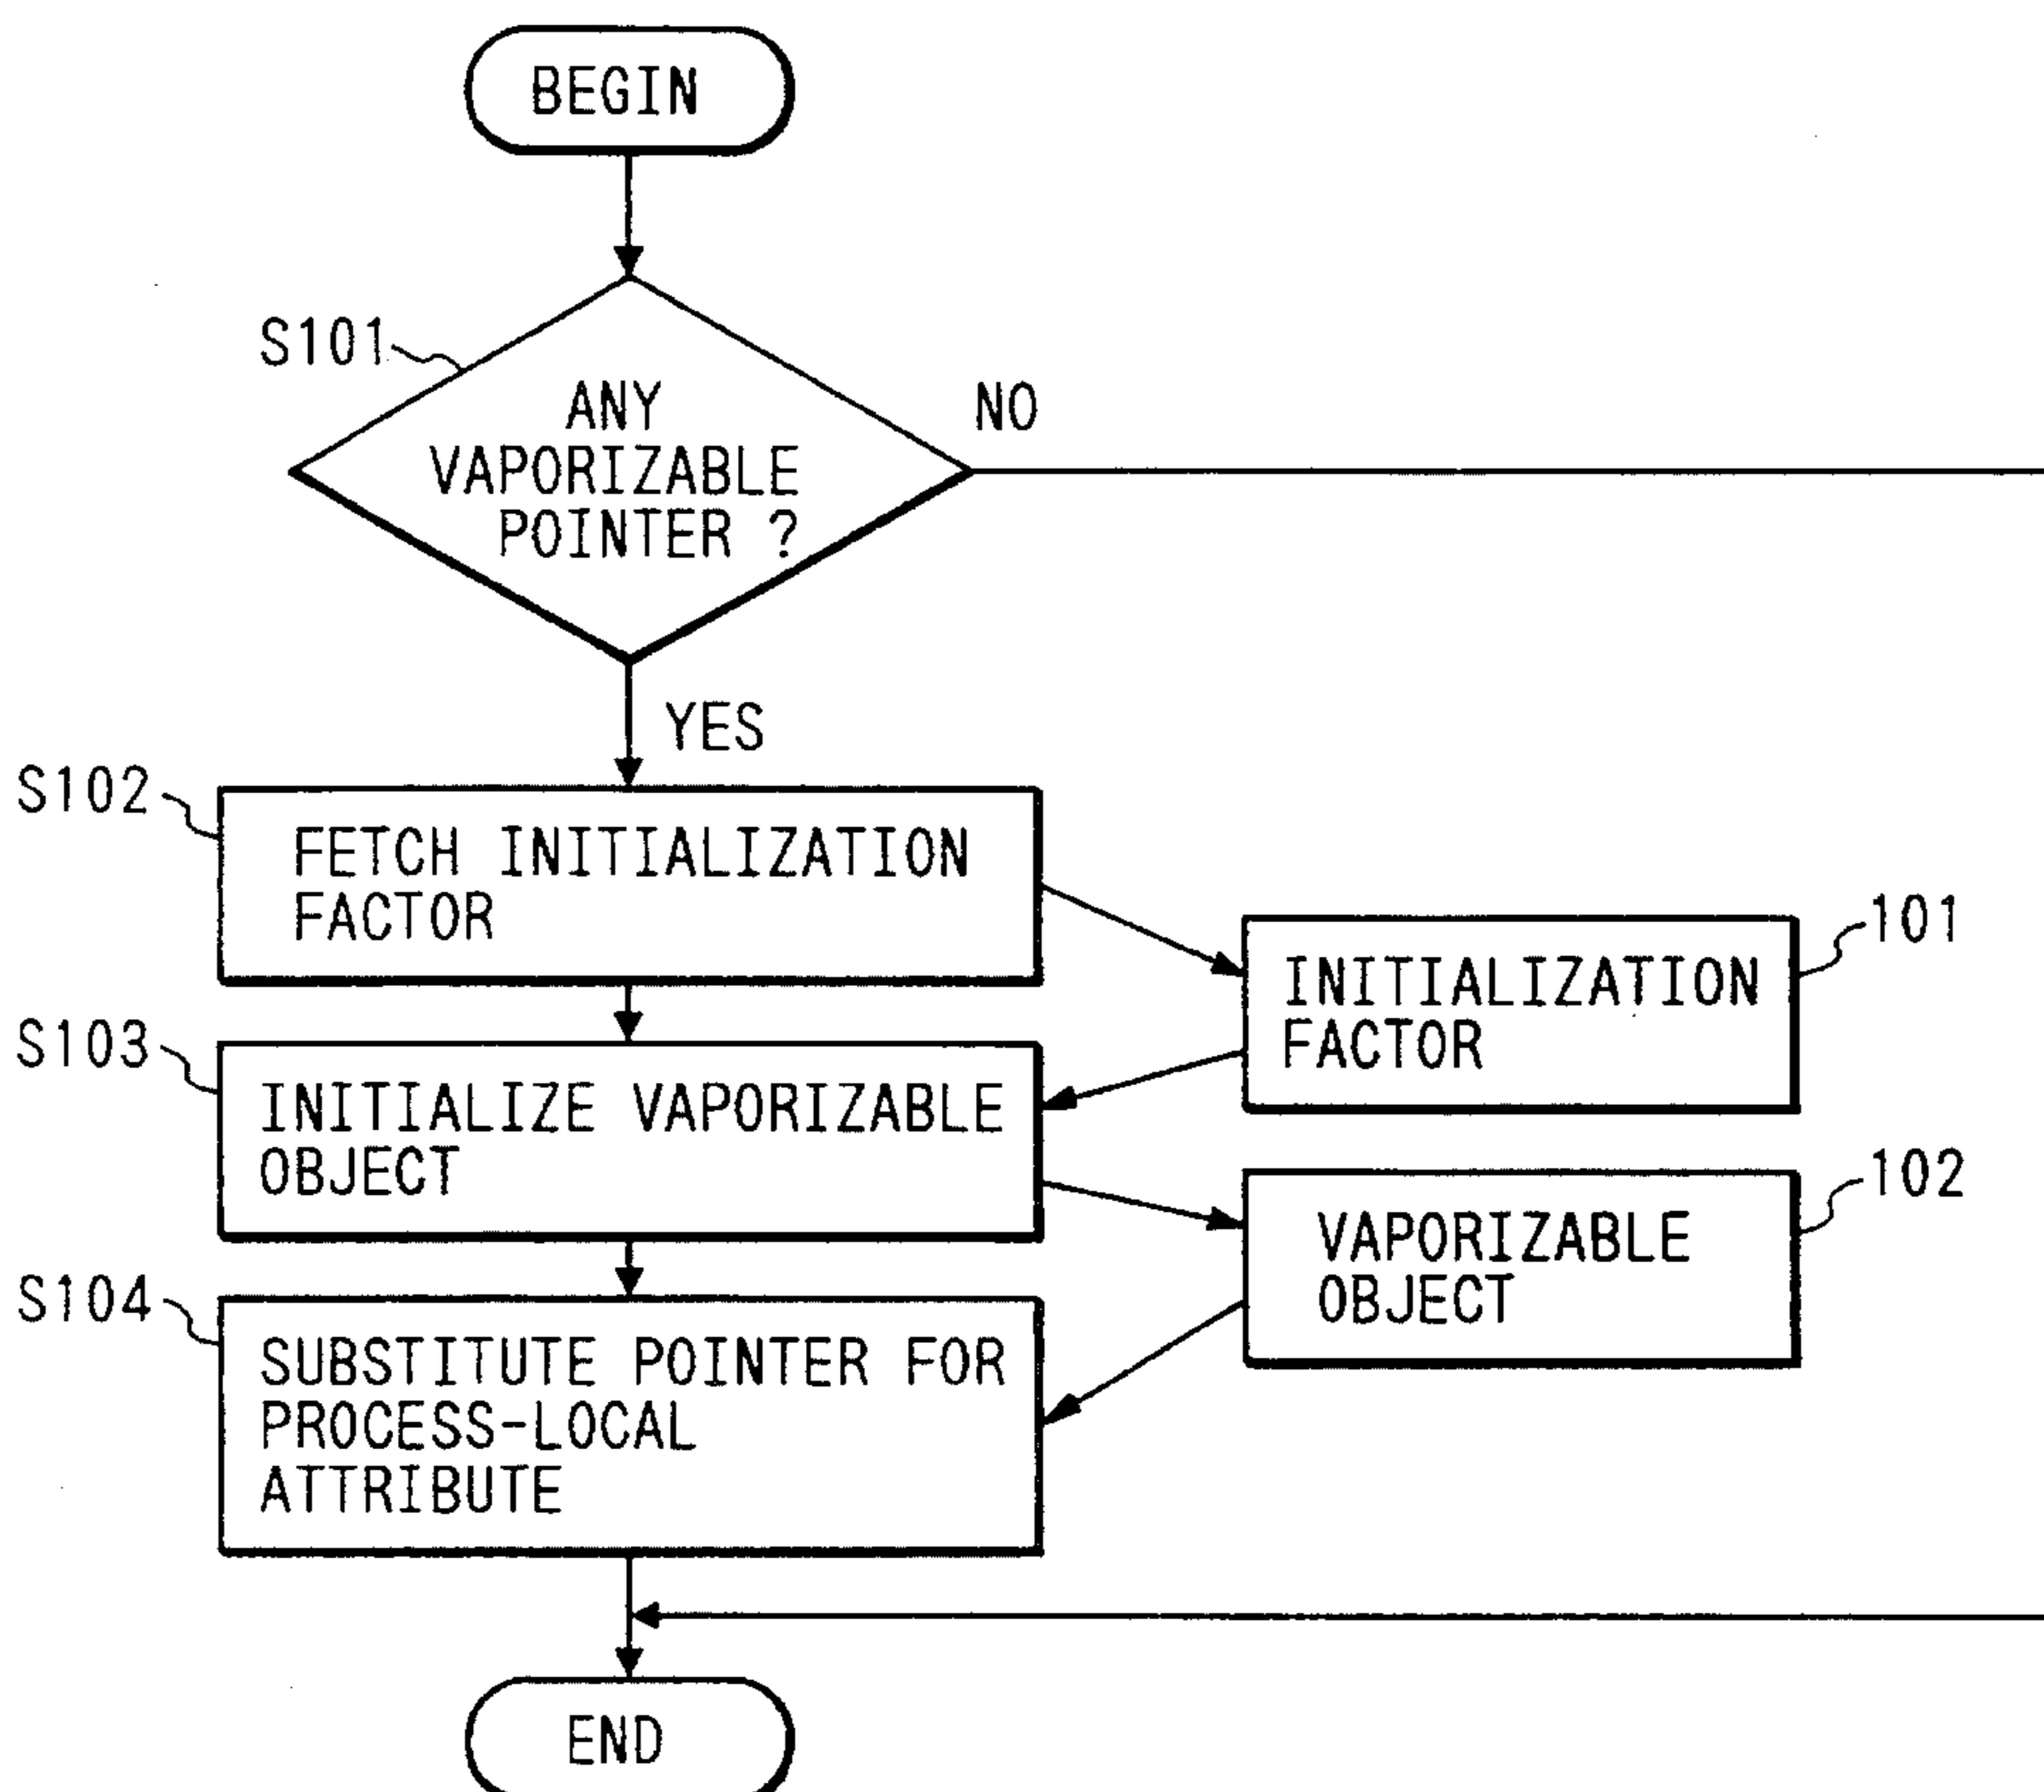 BEGIN
S101
ANY
VAPORIZABLE
POINTER ?
NO
YES
S102
FETCH INITIALIZATION
FACTOR
101
INITIALIZATION
FACTOR
S103
INITIALIZE VAPORIZABLE
OBJECT
102
VAPORIZABLE
OBJECT
S104
SUBSTITUTE POINTER FOR
PROCESS-LOCAL
ATTRIBUTE
END